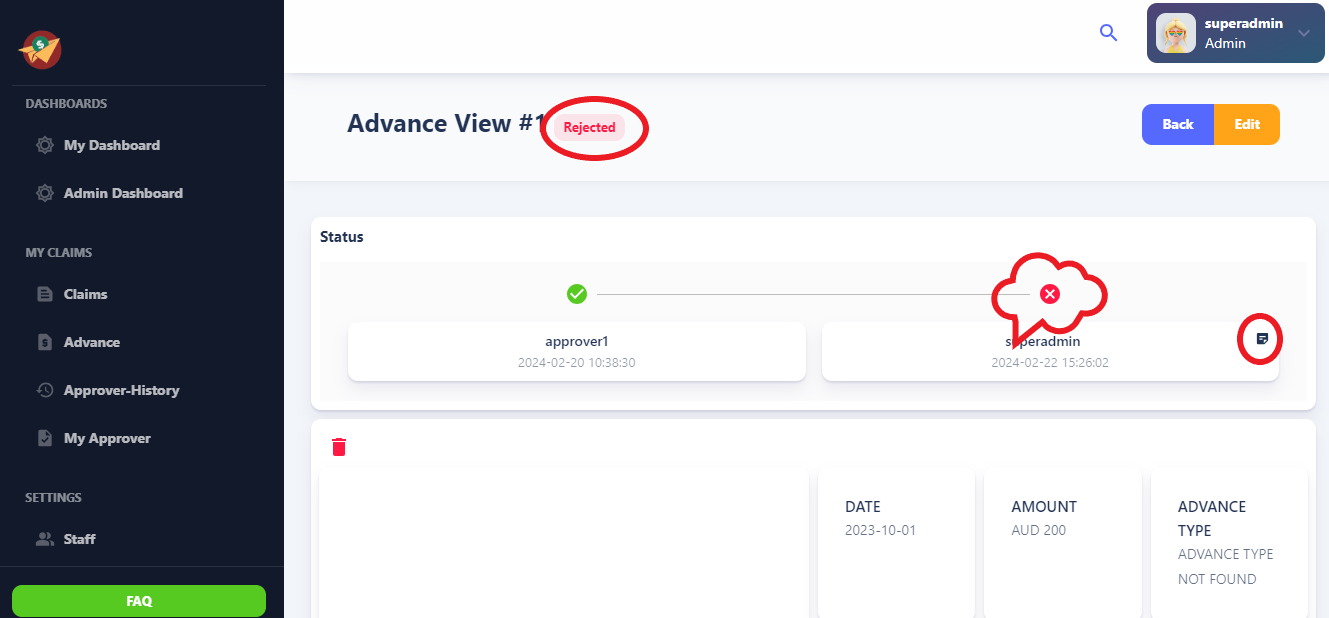 superadmin
Admin
DASHBOARDS
My Dashboard
Admin Dashboard
MY CLAIMS
Claims
Advance
Approver-History
My Approver
SETTINGS
Staff
FAQ
Advance View #1
Rejected
Back
Edit
Status
approver1
2024-02-20 10:38:30
superadmin
2024-02-22 15:26:02
DATE
2023-10-01
AMOUNT
AUD 200
ADVANCE
TYPE
ADVANCE TYPE
NOT FOUND